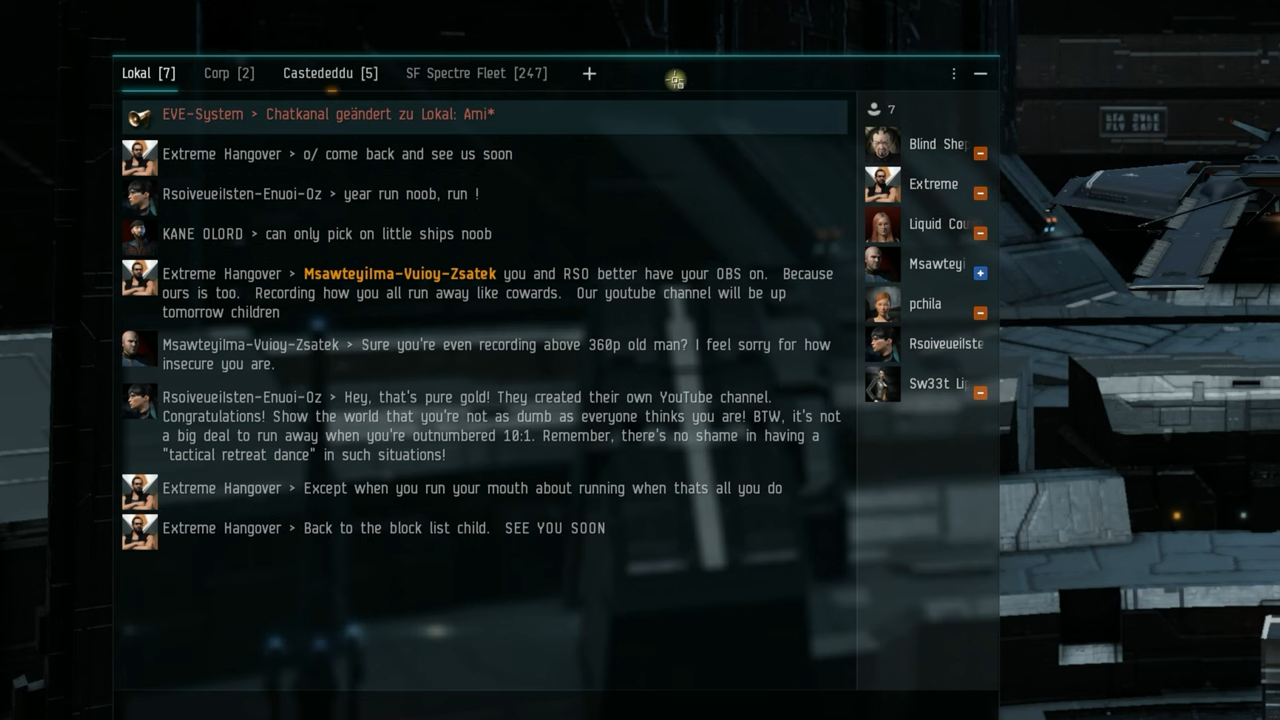 Lokal [7] Corp [2] Castededdu [5] SF Spectre Fleet [247] +
EVE-System > Chatkanal geändert zu Lokal: Ami*
Extreme Hangover > o/ come back and see us soon
Rsoiveueilsten-Enuoi-Oz > year run noob, run !
KANE OLORD > can only pick on little ships noob
Extreme Hangover > Msawteyilma-Vuioy-Zsatek you and RSO better have your OBS on.  Because
ours is too.  Recording how you all run away like cowards.  Our youtube channel will be up
tomorrow children
Msawteyilma-Vuioy-Zsatek > Sure you're even recording above 360p old man? I feel sorry for how
insecure you are.
Rsoiveueilsten-Enuoi-Oz > Hey, that's pure gold! They created their own YouTube channel.
Congratulations! Show the world that you're not as dumb as everyone thinks you are! BTW, it's not
a big deal to run away when you're outnumbered 10:1. Remember, there's no shame in having a
"tactical retreat dance" in such situations!
Extreme Hangover > Except when you run your mouth about running when thats all you do
Extreme Hangover > Back to the block list child.  SEE YOU SOON
7
Blind Shep
Extreme
Liquid Cou
Msawteyi
pchila
Rsoiveueilste
Sw33t Lip
FLY SAFE